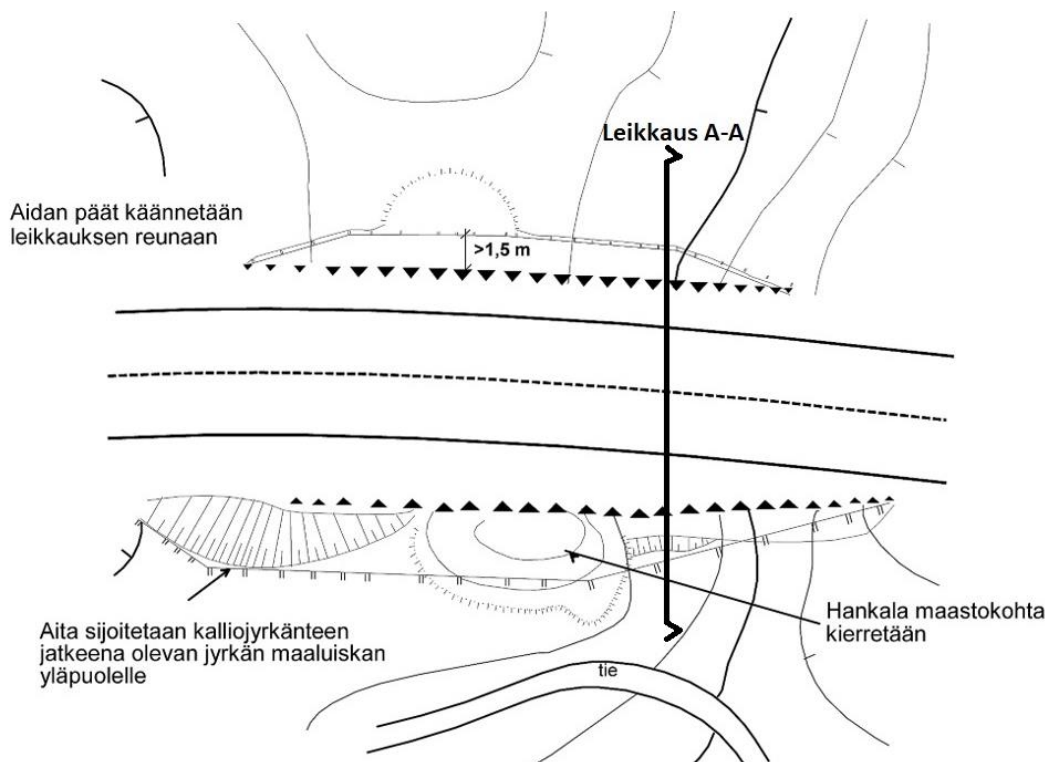 Leikkaus A-A
Aidan päät käännetään
leikkauksen reunaan
>1,5 m
Aita sijoitetaan kalliojyrkänteen
jatkeena olevan jyrkän maaluiskan
yläpuolelle
Hankala maastokohta
kierretään
tie